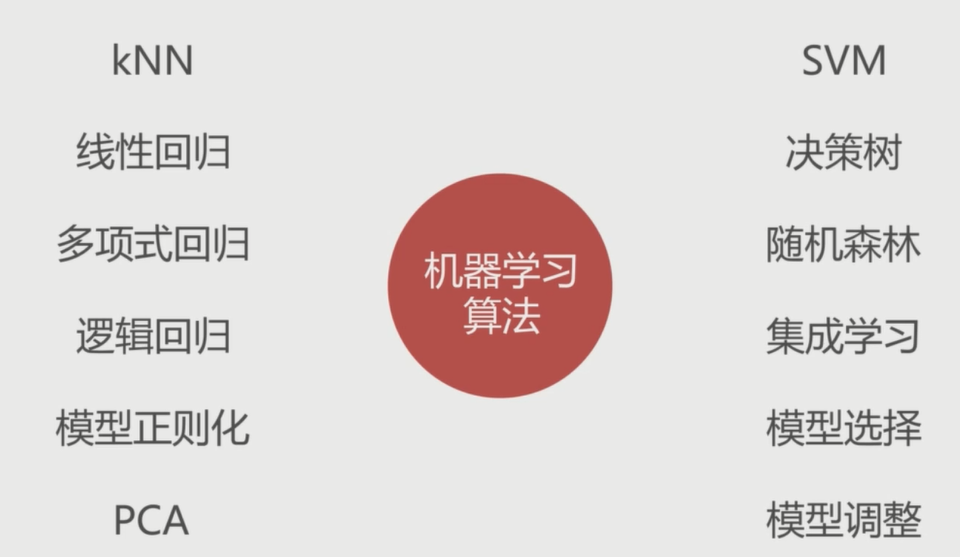 kNN
线性回归
多项式回归
逻辑回归
模型正则化
PCA
机器学习
算法
SVM
决策树
随机森林
集成学习
模型选择
模型调整